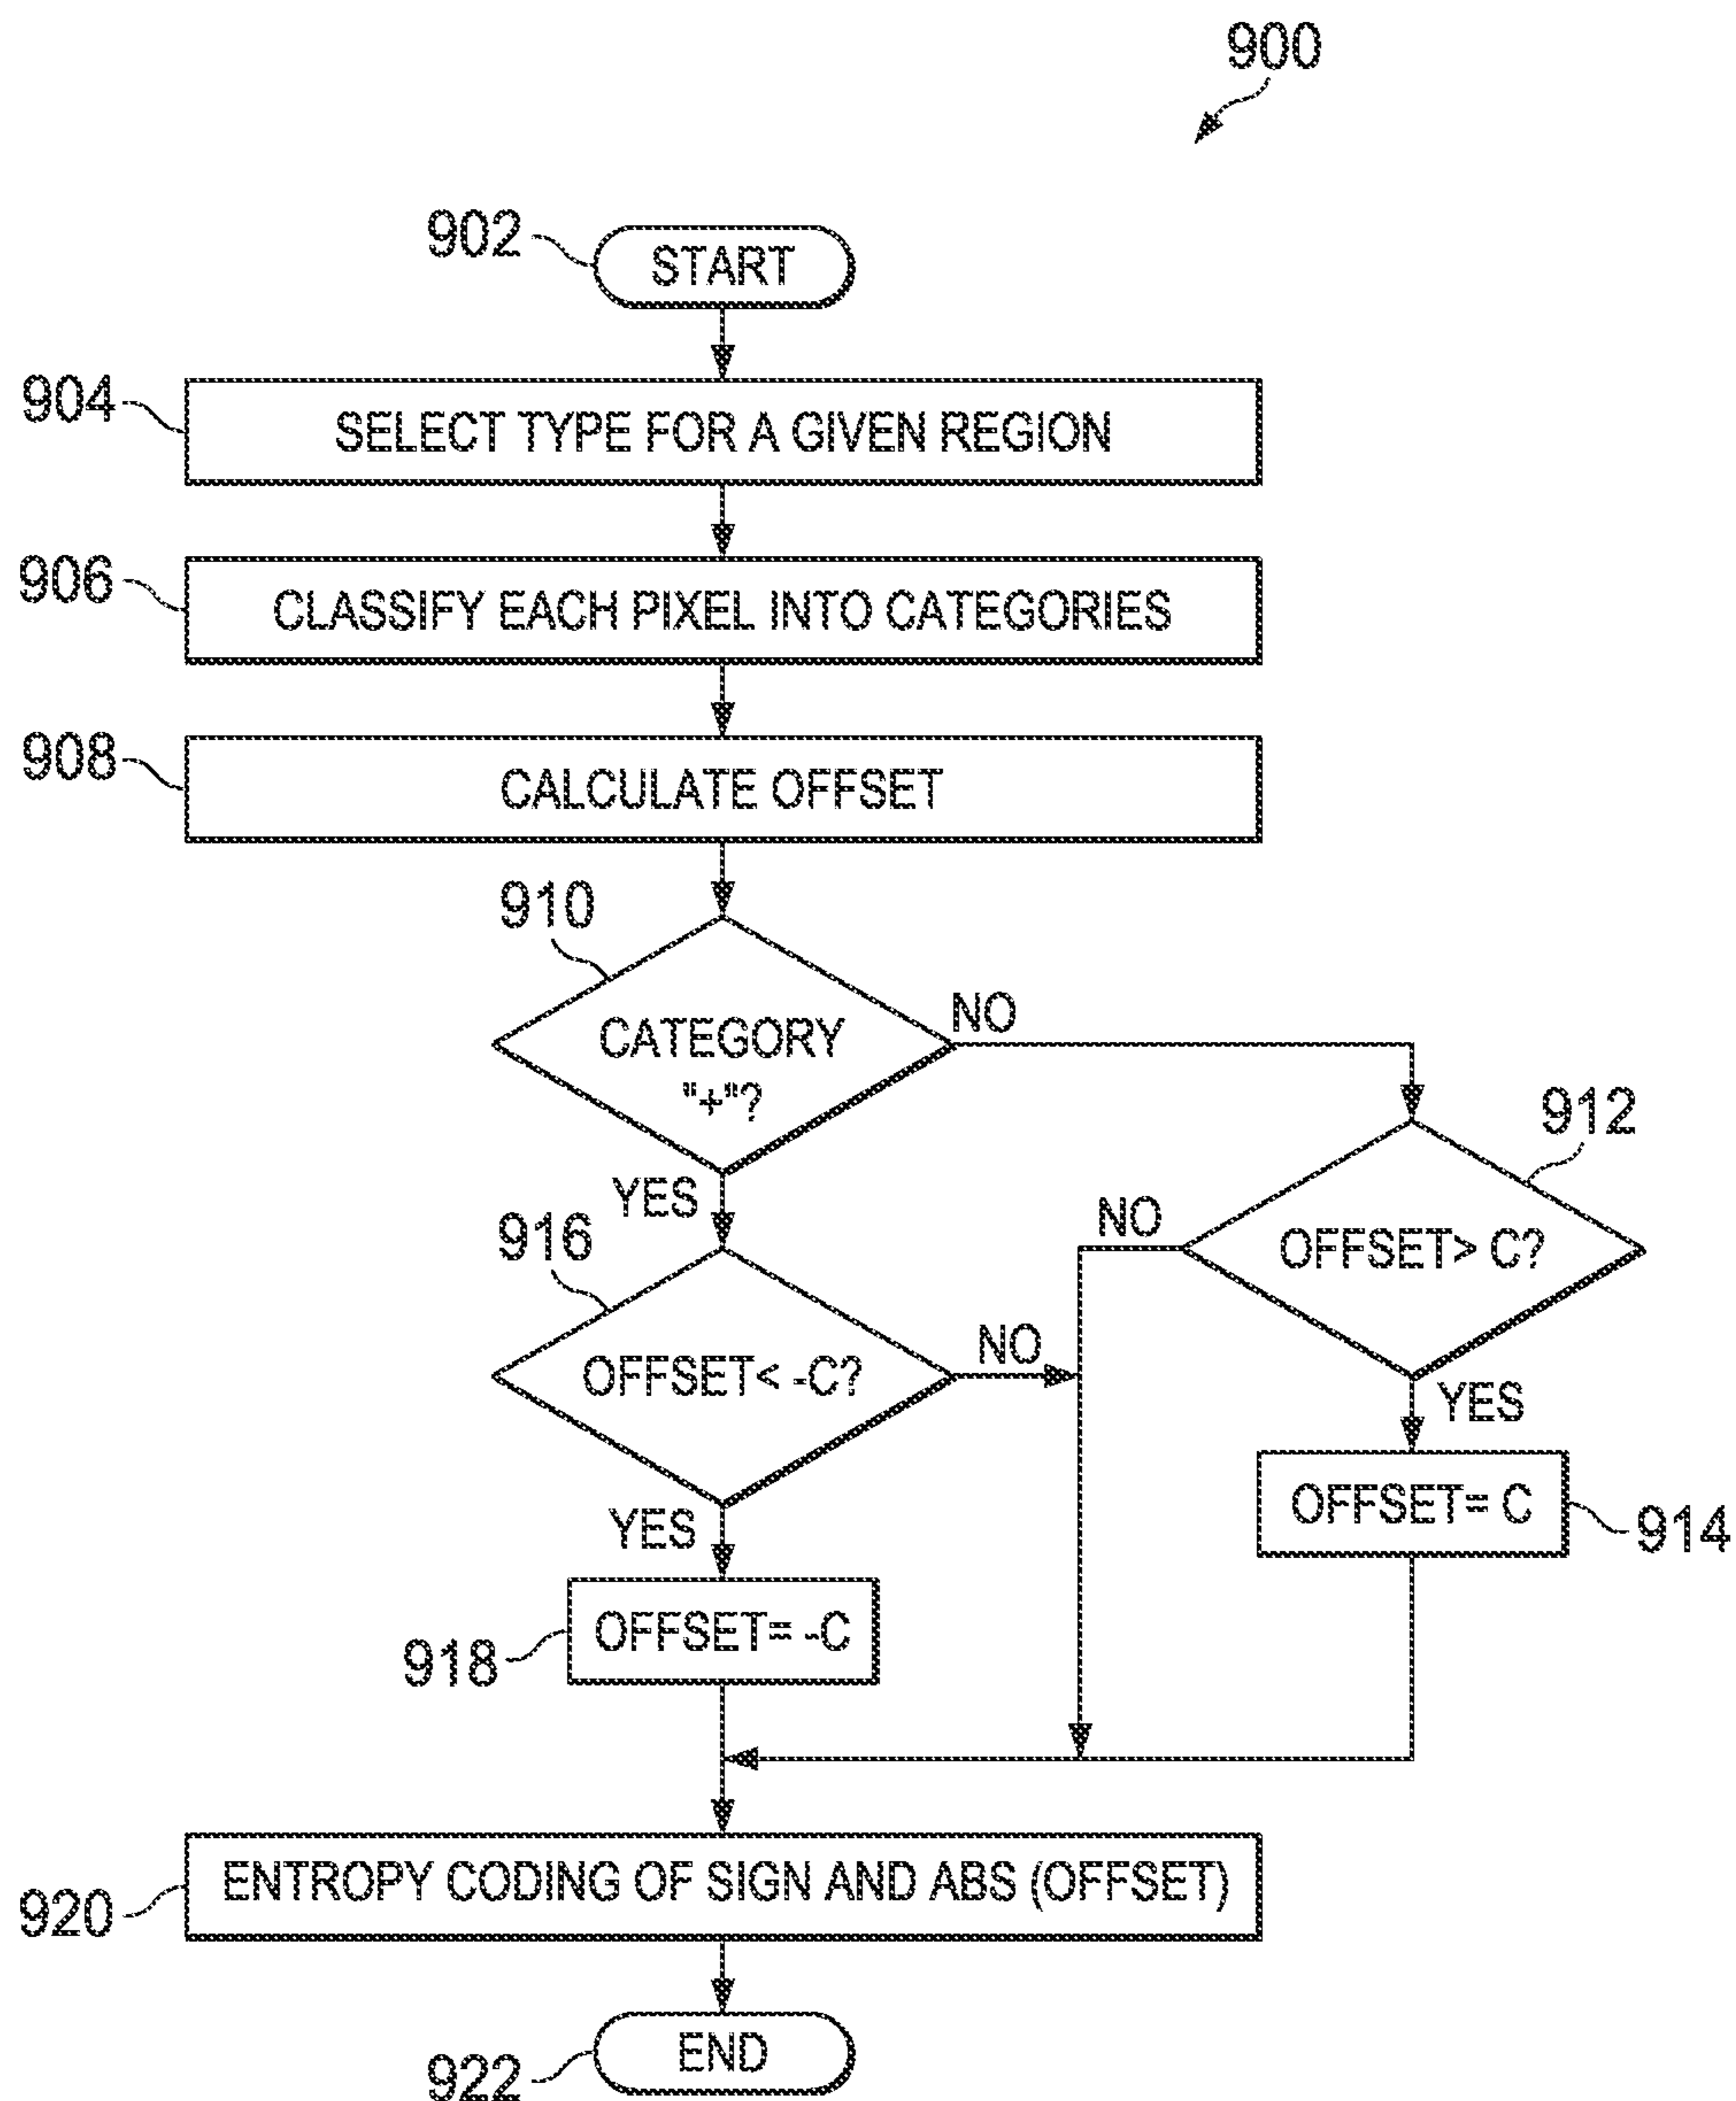 900
902
START
904
SELECT TYPE FOR A GIVEN REGION
906
CLASSIFY EACH PIXEL INTO CATEGORIES
908
CALCULATE OFFSET
910
CATEGORY
"+"?
NO
YES
912
OFFSET> C?
NO
YES
916
OFFSET< -C?
NO
YES
OFFSET= C
914
OFFSET= -C
918
ENTROPY CODING OF SIGN AND ABS (OFFSET)
920
END
922